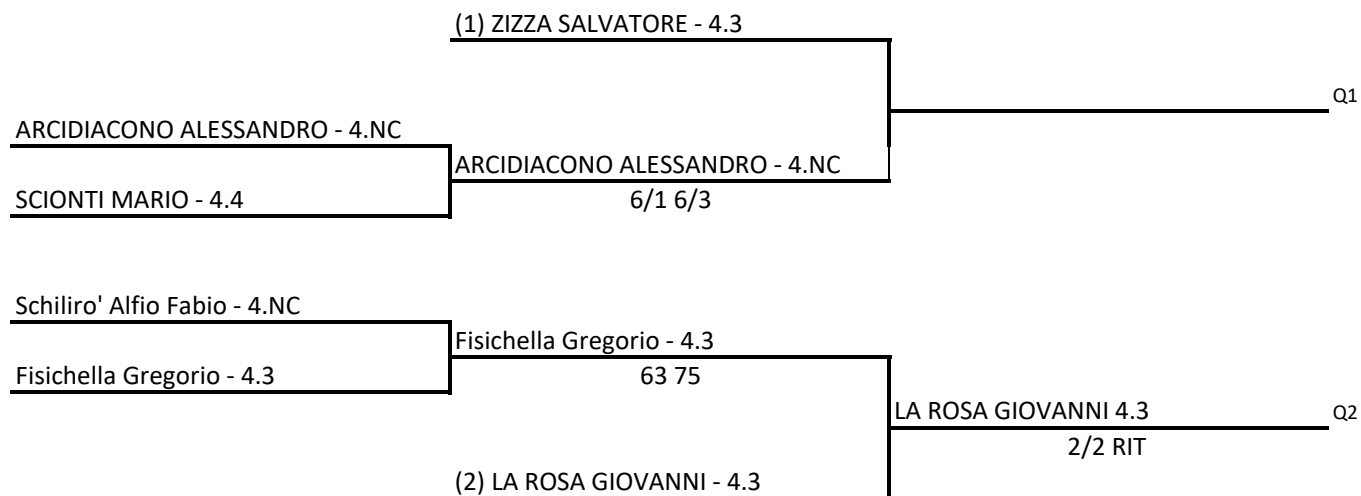 (1) ZIZZA SALVATORE - 4.3
Q1
ARCIDIACONO ALESSANDRO - 4.NC
ARCIDIACONO ALESSANDRO - 4.NC
SCIONTI MARIO - 4.4
6/1 6/3
Schiliro' Alfio Fabio - 4.NC
Fisichella Gregorio - 4.3
Fisichella Gregorio - 4.3
63 75
LA ROSA GIOVANNI 4.3
Q2
2/2 RIT
(2) LA ROSA GIOVANNI - 4.3